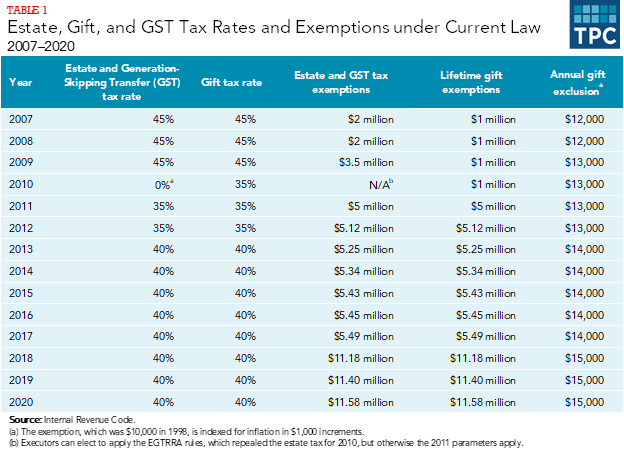 TABLE 1
Estate, Gift, and GST Tax Rates and Exemptions under Current Law
2007–2020
TPC
Year
Estate and Generation-
Skipping Transfer (GST)
tax rate
Gift tax rate
Estate and GST tax
exemptions
Lifetime gift
exemptions
Annual gift
exclusion a
2007 45% 45% $2 million $1 million $12,000
2008 45% 45% $2 million $1 million $12,000
2009 45% 45% $3.5 million $1 million $13,000
2010 0%a 35% N/Ab $1 million $13,000
2011 35% 35% $5 million $5 million $13,000
2012 35% 35% $5.12 million $5.12 million $13,000
2013 40% 40% $5.25 million $5.25 million $14,000
2014 40% 40% $5.34 million $5.34 million $14,000
2015 40% 40% $5.43 million $5.43 million $14,000
2016 40% 40% $5.45 million $5.45 million $14,000
2017 40% 40% $5.49 million $5.49 million $14,000
2018 40% 40% $11.18 million $11.18 million $15,000
2019 40% 40% $11.40 million $11.40 million $15,000
2020 40% 40% $11.58 million $11.58 million $15,000
Source: Internal Revenue Code.
(a) The exemption, which was $10,000 in 1998, is indexed for inflation in $1,000 increments.
(b) Executors can elect to apply the EGTRRA rules, which repealed the estate tax for 2010, but otherwise the 2011 parameters apply.